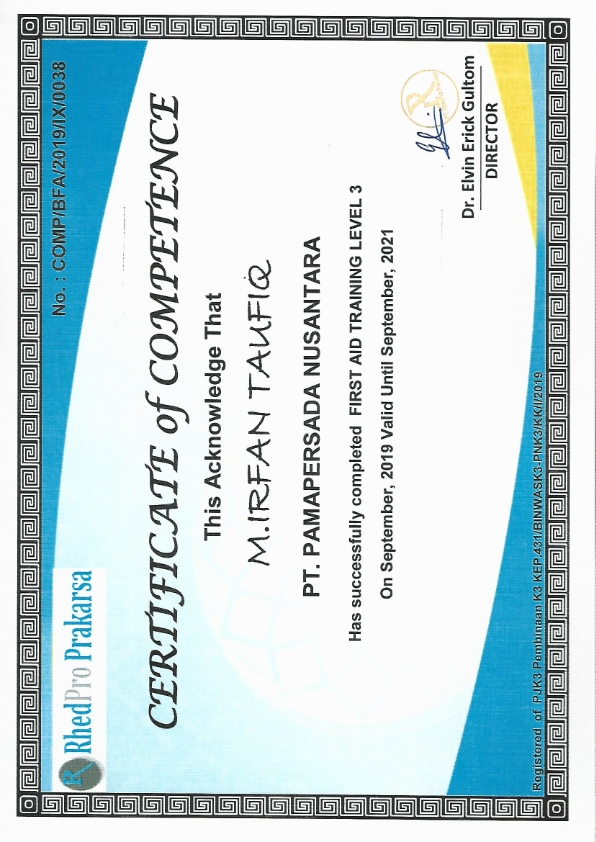 RhedPro Prakarsa
No. : COMP/BFA/2019/IX/0038
CERTIFICATE of COMPETENCE
This Acknowledge That
M.IRFAN TAUFIQ
PT. PAMAPERSADA NUSANTARA
Has successfully completed FIRST AID TRAINING LEVEL 3
On September, 2019 Valid Until September, 2021
Dr. Elvin Erick Gultom
DIRECTOR
Registered of PJK3 Pembinaan K3 KEP.431/BINWASK3-PNK3/KK/I/2019